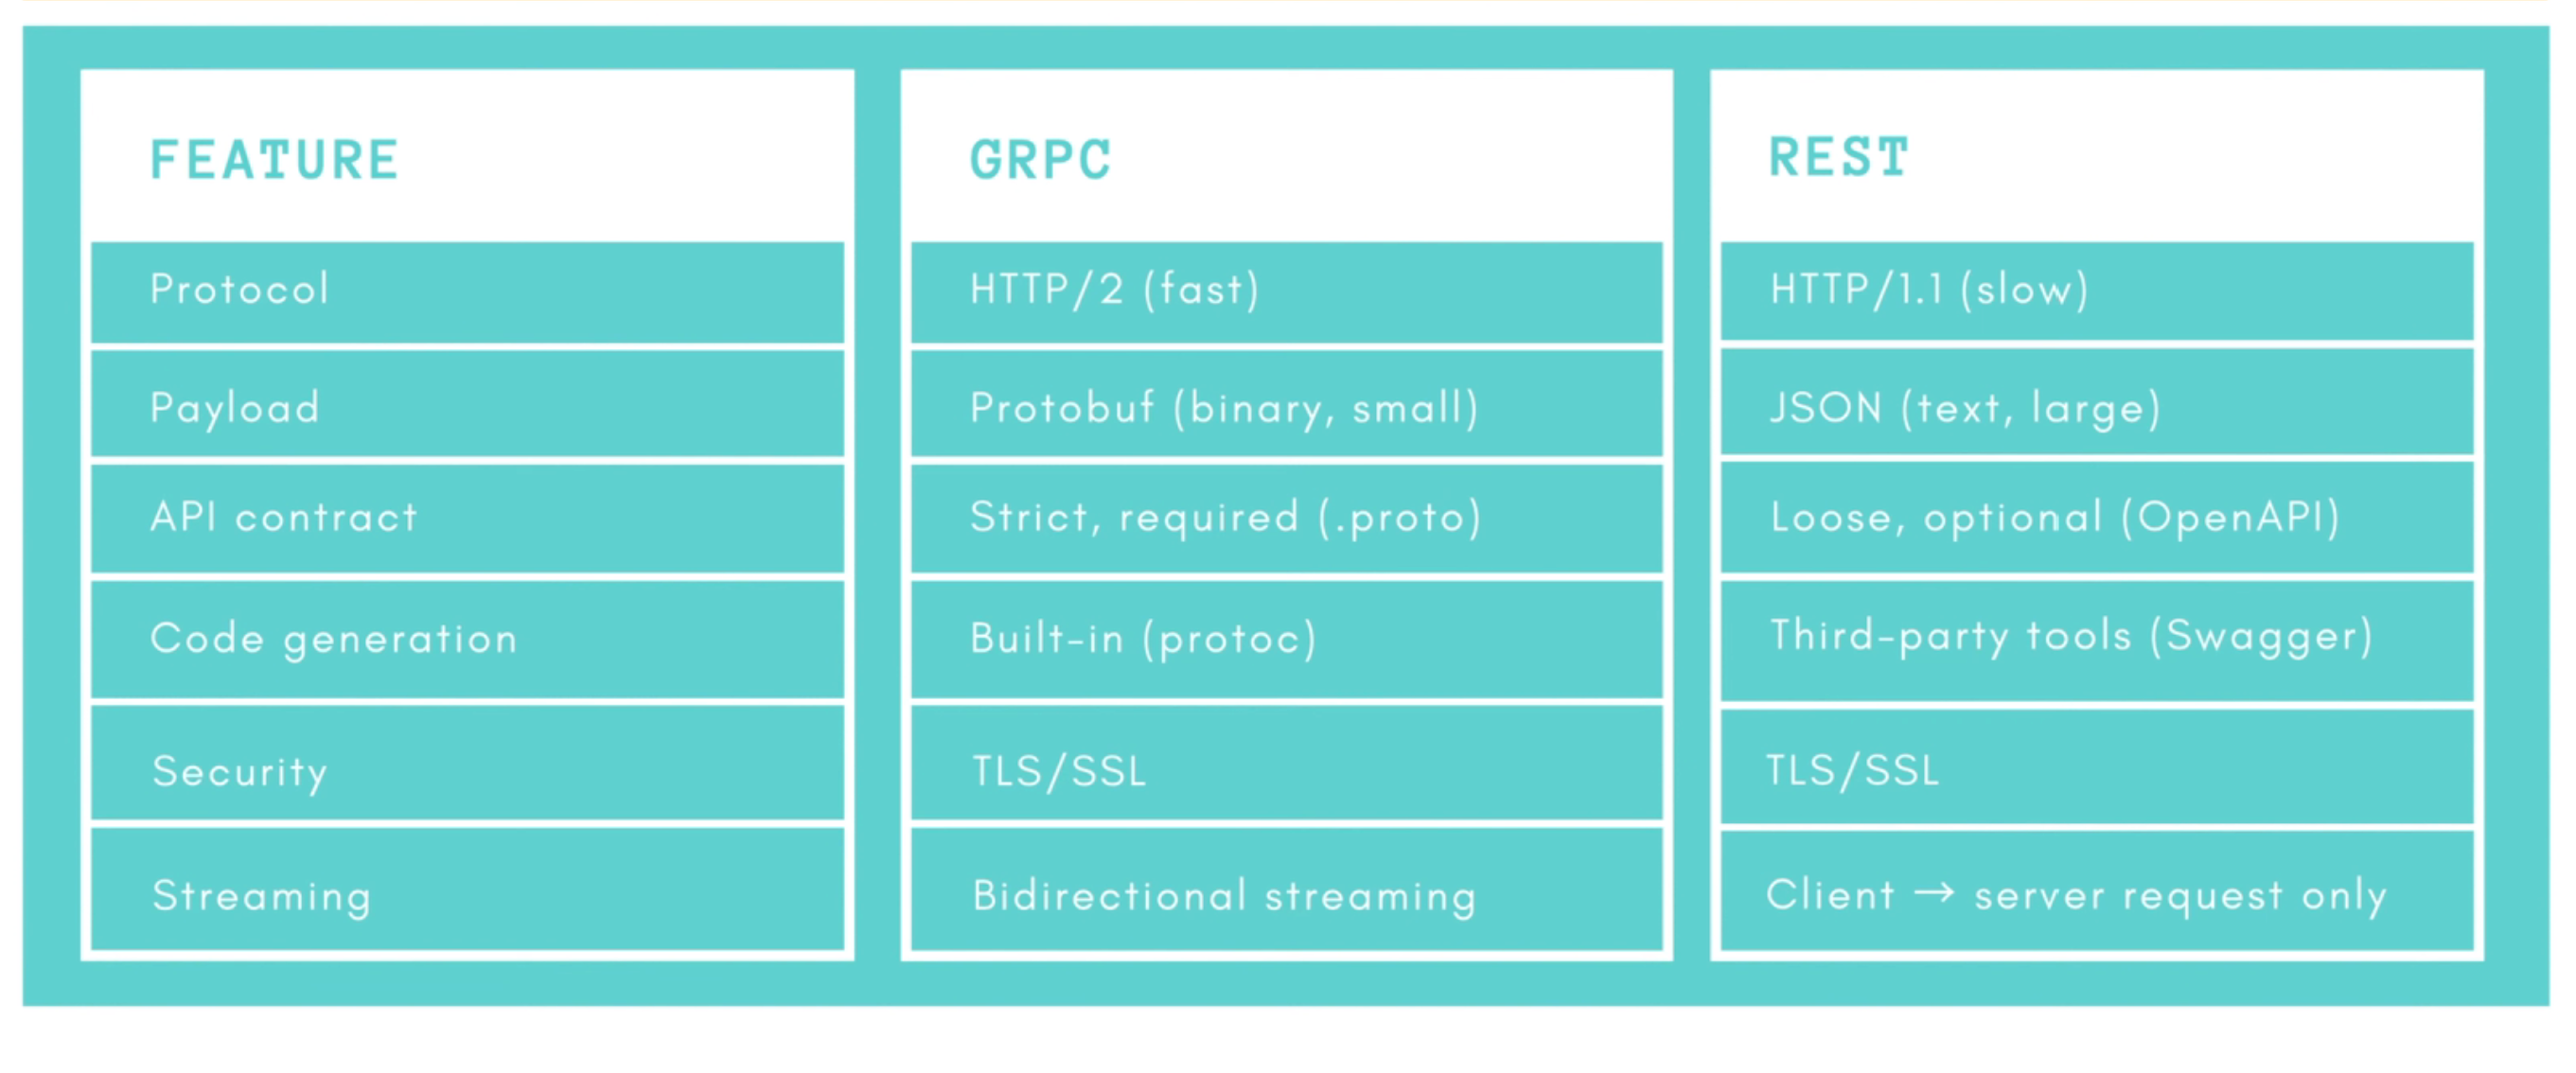 FEATURE
GRPC
REST
Protocol
HTTP/2 (fast)
HTTP/1.1 (slow)
Payload
Protobuf (binary, small)
JSON (text, large)
API contract
Strict, required (.proto)
Loose, optional (OpenAPI)
Code generation
Built-in (protoc)
Third-party tools (Swagger)
Security
TLS/SSL
TLS/SSL
Streaming
Bidirectional streaming
Client → server request only